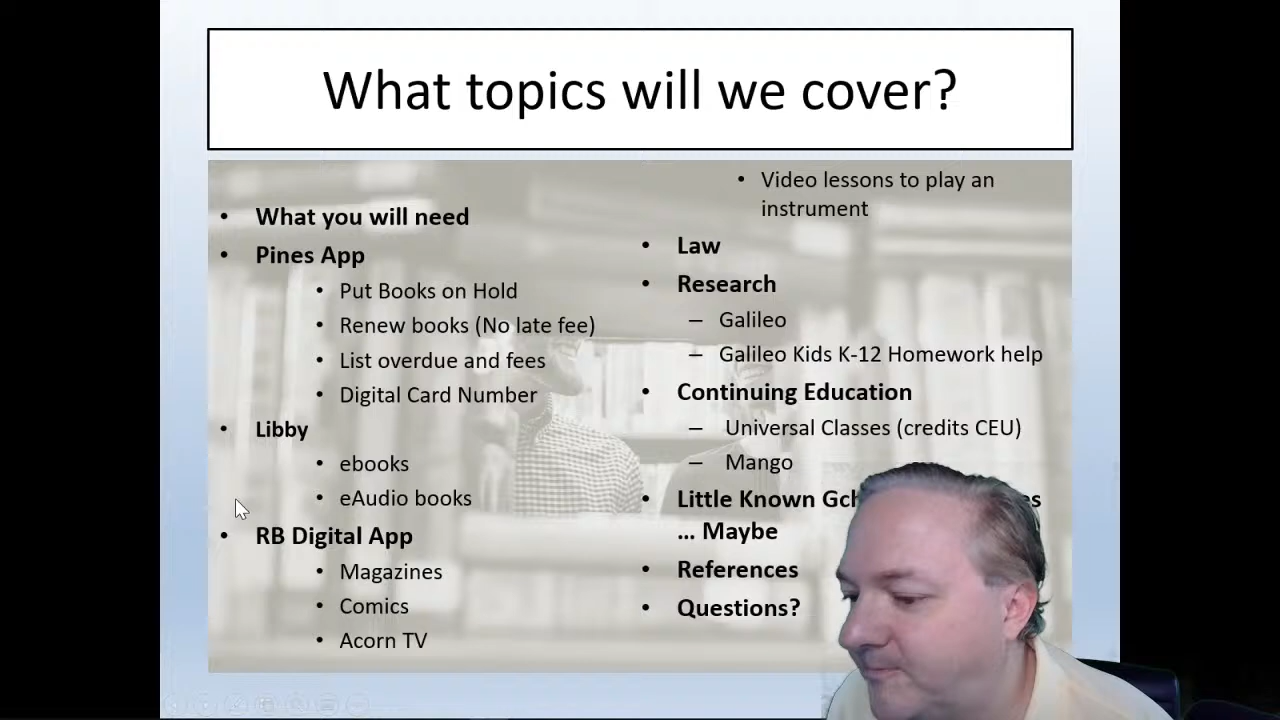 What topics will we cover?
• What you will need
• Pines App
• Put Books on Hold
• Renew books (No late fee)
• List overdue and fees
• Digital Card Number
• Libby
• ebooks
• eAudio books
• RB Digital App
• Magazines
• Comics
• Acorn TV
• Video lessons to play an
instrument
• Law
• Research
– Galileo
– Galileo Kids K-12 Homework help
• Continuing Education
– Universal Classes (credits CEU)
– Mango
• Little Known
... Maybe
• References
• Questions?